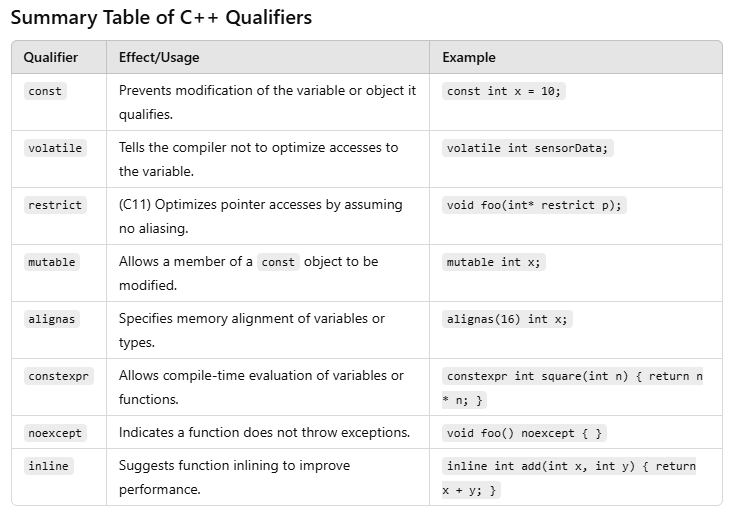 Summary Table of C++ Qualifiers
Qualifier Effect/Usage Example
const Prevents modification of the variable or object it const int x = 10;
qualifies.
volatile Tells the compiler not to optimize accesses to volatile int sensorData;
the variable.
restrict (C11) Optimizes pointer accesses by assuming void foo(int* restrict p);
no aliasing.
mutable Allows a member of a const object to be mutable int x;
modified.
alignas Specifies memory alignment of variables or alignas(16) int x;
types.
constexpr Allows compile-time evaluation of variables or constexpr int square(int n) { return n
functions. * n; }
noexcept Indicates a function does not throw exceptions. void foo() noexcept { }
inline Suggests function inlining to improve inline int add(int x, int y) { return
performance. x + y; }